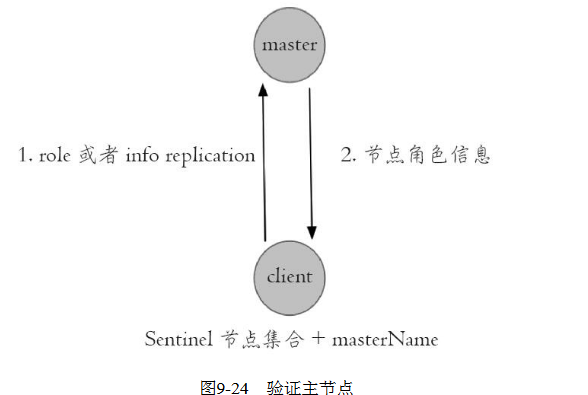 master
1. role 或者 info replication
2. 节点角色信息
client
Sentinel 节点集合 + masterName
图9-24 验证主节点